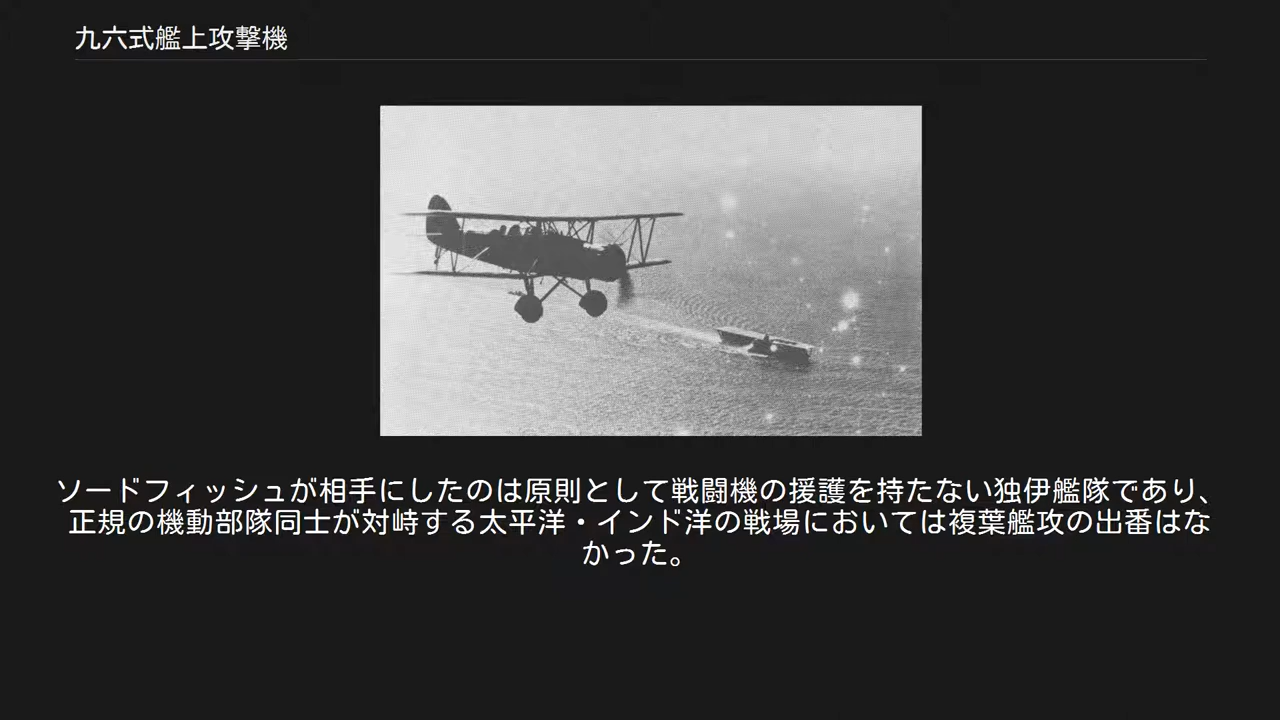 九六式艦上攻撃機
ソードフィッシュが相手にしたのは原則として戦闘機の援護を持たない独伊艦隊であり、
正規の機動部隊同士が対峙する太平洋・インド洋の戦場においては複葉艦攻の出番はな
かった。